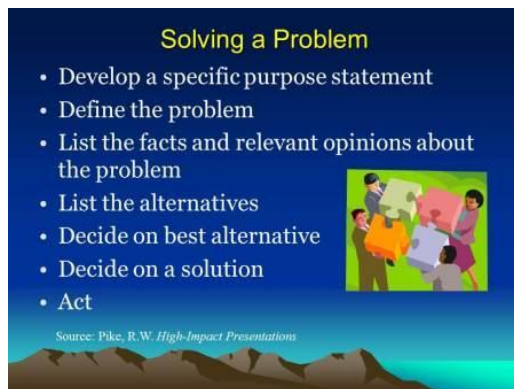 Solving a Problem
• Develop a specific purpose statement
• Define the problem
• List the facts and relevant opinions about
the problem
• List the alternatives
• Decide on best alternative
• Decide on a solution
• Act
Source: Pike, R.W. High-Impact Presentations